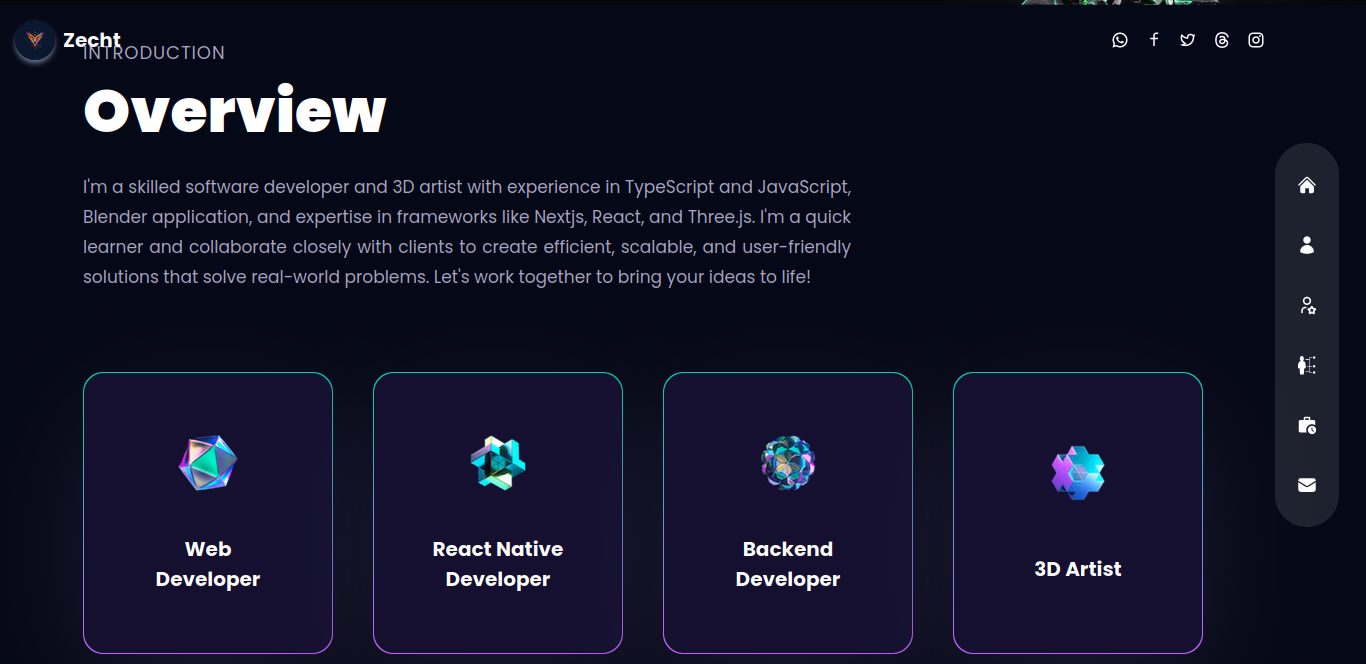 Zecht
INTRODUCTION
Overview
I'm a skilled software developer and 3D artist with experience in TypeScript and JavaScript,
Blender application, and expertise in frameworks like Nextjs, React, and Three.js. I'm a quick
learner and collaborate closely with clients to create efficient, scalable, and user-friendly
solutions that solve real-world problems. Let's work together to bring your ideas to life!
Web
Developer
React Native
Developer
Backend
Developer
3D Artist